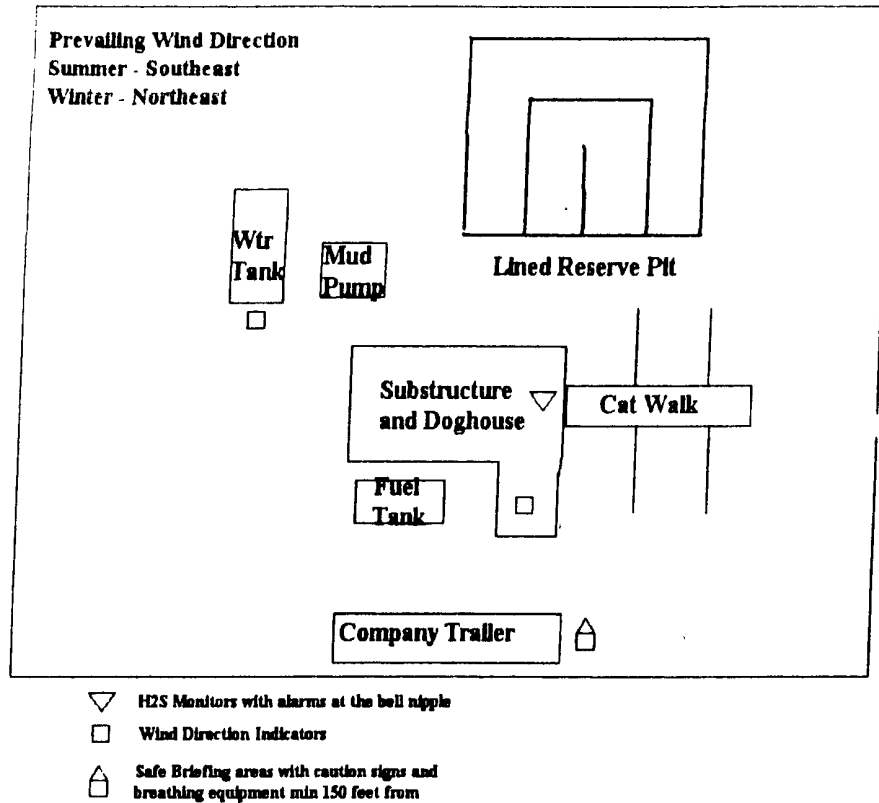 Prevailing Wind Direction
Summer - Southeast
Winter - Northeast
Wtr
Tank
Mud
Pump
Lined Reserve Pit
Substructure
and Doghouse
Cat Walk
Fuel
Tank
Company Trailer
H2S Monitors with alarms at the bell nipple
Wind Direction Indicators
Safe Briefing areas with caution signs and
breathing equipment min 150 feet from